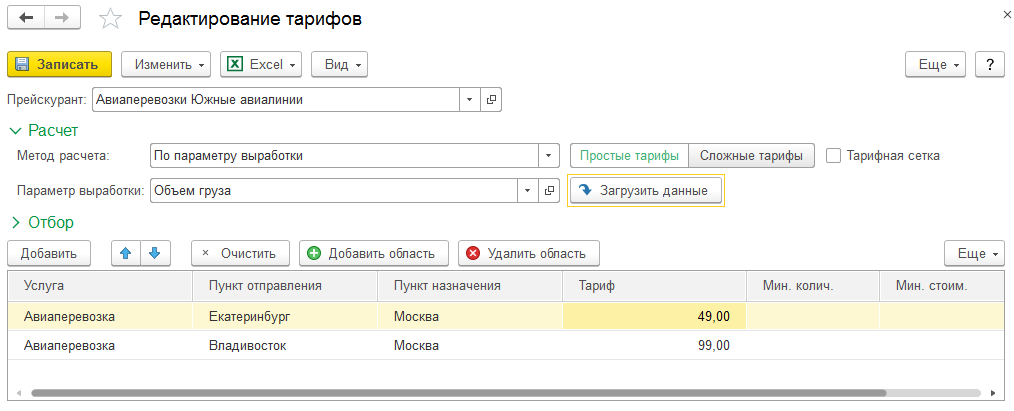 Редактирование тарифов
Записать Изменить Excel Вид Еще ?
Прейскурант: Авиаперевозки Южные авиалинии
Расчет
Метод расчета: По параметру выработки Простые тарифы Сложные тарифы Тарифная сетка
Параметр выработки: Объем груза Загрузить данные
Отбор
Добавить Очистить Добавить область Удалить область Еще
Услуга Пункт отправления Пункт назначения Тариф Мин. колич. Мин. стоим.
Авиаперевозка Екатеринбург Москва 49,00
Авиаперевозка Владивосток Москва 99,00